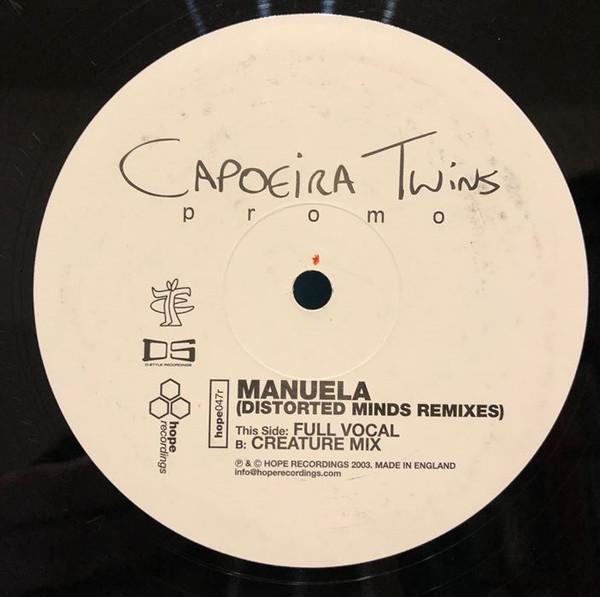 CAPOEiRA TWiNS
promo
DS
D-STYLE RECORDINGS
hope
recordings
hope047r
MANUELA
(DISTORTED MINDS REMIXES)
This Side: FULL VOCAL
B: CREATURE MIX
℗ & © HOPE RECORDINGS 2003. MADE IN ENGLAND
info@hoperecordings.com